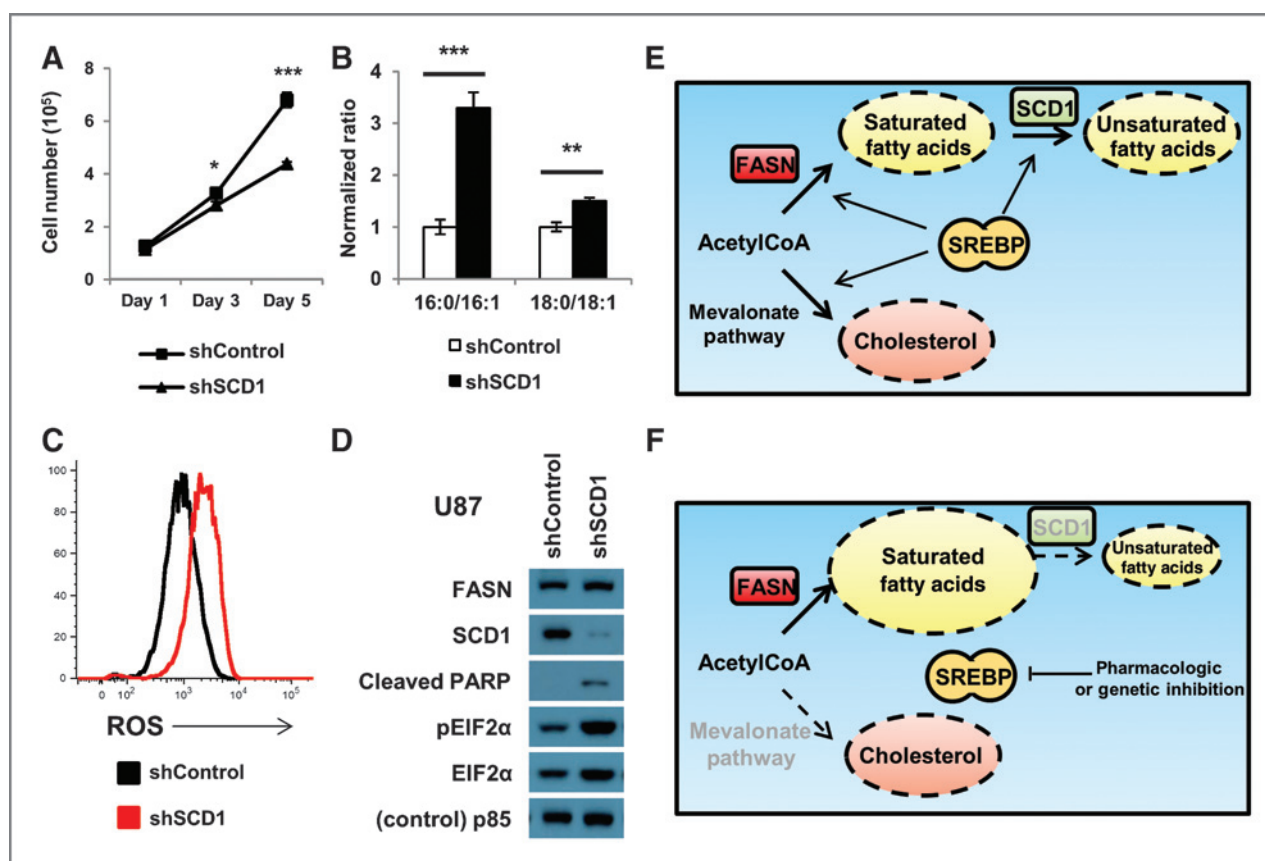 A
Cell number (10⁵)
8
6
4
2
0
*
***
Day 1 Day 3 Day 5
shControl
shSCD1
B
Normalized ratio
4
3
2
1
0
***
**
16:0/16:1 18:0/18:1
shControl
shSCD1
C
100
80
60
40
20
0
0 10² 10³ 10⁴ 10⁵
ROS
shControl
shSCD1
D
U87
shControl
shSCD1
FASN
SCD1
Cleaved PARP
pEIF2α
EIF2α
(control) p85
E
SCD1
Saturated
fatty acids
Unsaturated
fatty acids
FASN
AcetylCoA
SREBP
Mevalonate
pathway
Cholesterol
F
SCD1
Saturated
fatty acids
Unsaturated
fatty acids
FASN
AcetylCoA
SREBP
Pharmacologic
or genetic inhibition
Mevalonate
pathway
Cholesterol